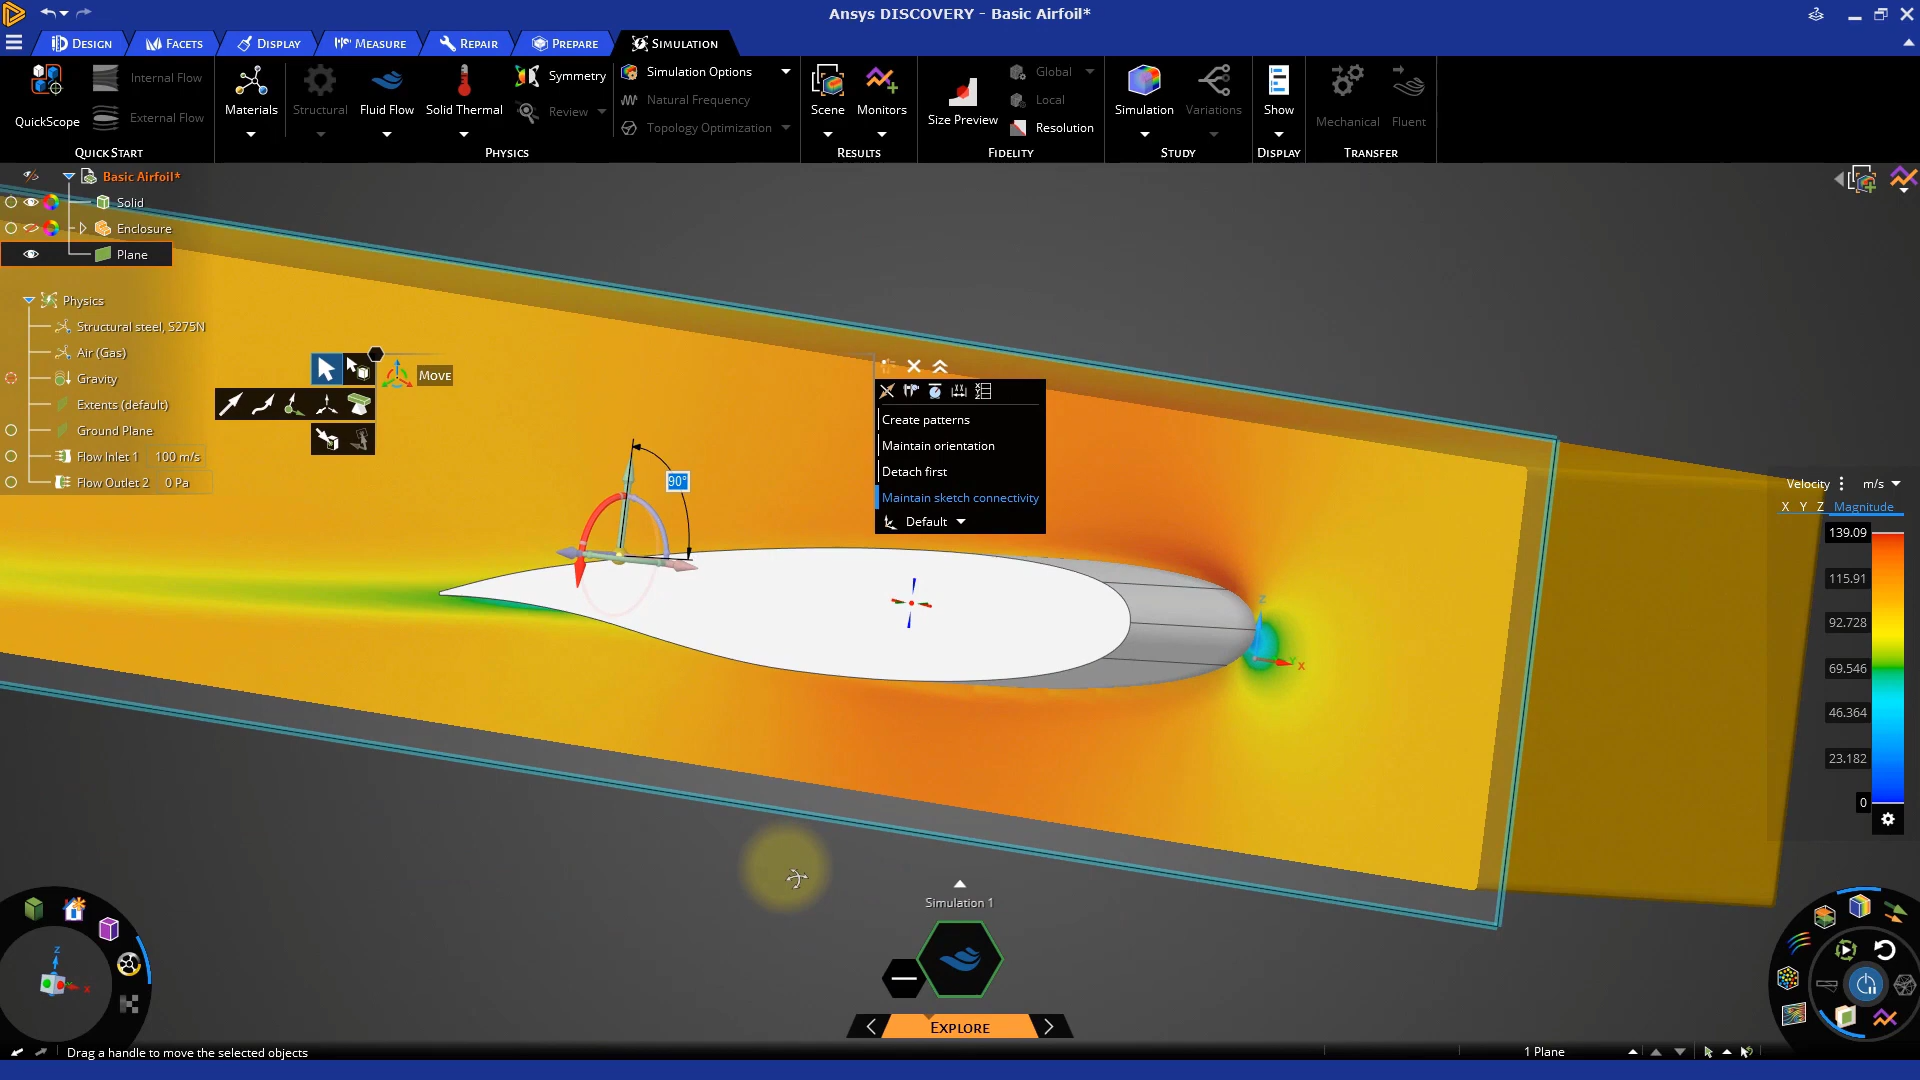 Ansys DISCOVERY - Basic Airfoil*
DESIGN FACETS DISPLAY MEASURE REPAIR PREPARE SIMULATION
Internal Flow
External Flow
QuickScope
Materials
Structural
Fluid Flow
Solid Thermal
Symmetry
Review
Simulation Options
Natural Frequency
Topology Optimization
Scene
Monitors
Size Preview
Global
Local
Resolution
Simulation
Variations
Show
Mechanical
Fluent
QUICK START PHYSICS RESULTS FIDELITY STUDY DISPLAY TRANSFER
Basic Airfoil*
Solid
Enclosure
Plane
Physics
Structural steel, S275N
Air (Gas)
Gravity
Extents (default)
Ground Plane
Flow Inlet 1 100 m/s
Flow Outlet 2 0 Pa
MOVE
90°
Create patterns
Maintain orientation
Detach first
Maintain sketch connectivity
Default
Z
X
Velocity m/s
X Y Z Magnitude
139.09
115.91
92.728
69.546
46.364
23.182
0
Z
X
Simulation 1
EXPLORE
Drag a handle to move the selected objects
1 Plane